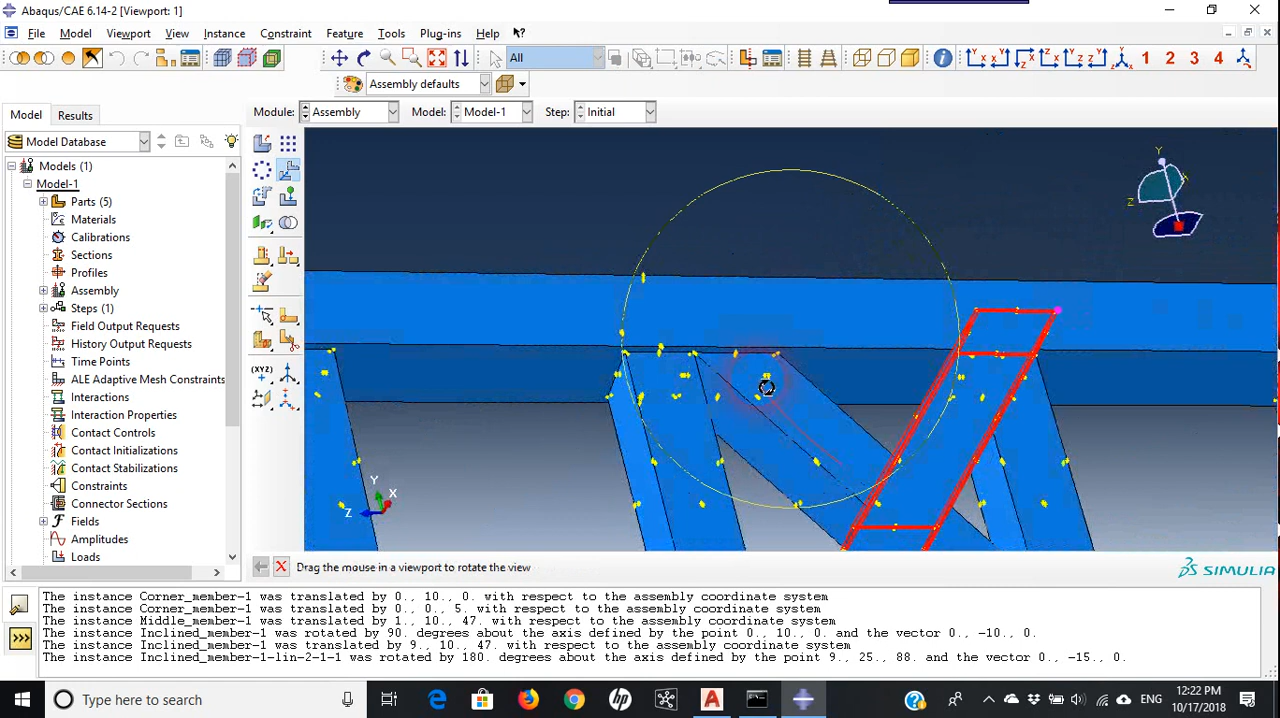 Abaqus/CAE 6.14-2 [Viewport: 1]
File Model Viewport View Instance Constraint Feature Tools Plug-ins Help
All
1 2 3 4
Assembly defaults
Model Results
Module: Assembly Model: Model-1 Step: Initial
Model Database
Models (1)
Model-1
Parts (5)
Materials
Calibrations
Sections
Profiles
Assembly
Steps (1)
Field Output Requests
History Output Requests
Time Points
ALE Adaptive Mesh Constraints
Interactions
Interaction Properties
Contact Controls
Contact Initializations
Contact Stabilizations
Constraints
Connector Sections
Fields
Amplitudes
Loads
(XYZ)
Y
Z
Y
X
Z
Drag the mouse in a viewport to rotate the view
SIMULIA
The instance Corner_member-1 was translated by 0., 10., 0. with respect to the assembly coordinate system
The instance Corner_member-1 was translated by 0., 0., 5. with respect to the assembly coordinate system
The instance Middle_member-1 was translated by 1., 10., 47. with respect to the assembly coordinate system
The instance Inclined_member-1 was rotated by 90. degrees about the axis defined by the point 0., 10., 0. and the vector 0., -10., 0.
The instance Inclined_member-1 was translated by 9., 10., 47. with respect to the assembly coordinate system
The instance Inclined_member-1-lin-2-1-1 was rotated by 180. degrees about the axis defined by the point 9., 25., 88. and the vector 0., -15., 0.
>>>
Type here to search
ENG
12:22 PM
10/17/2018